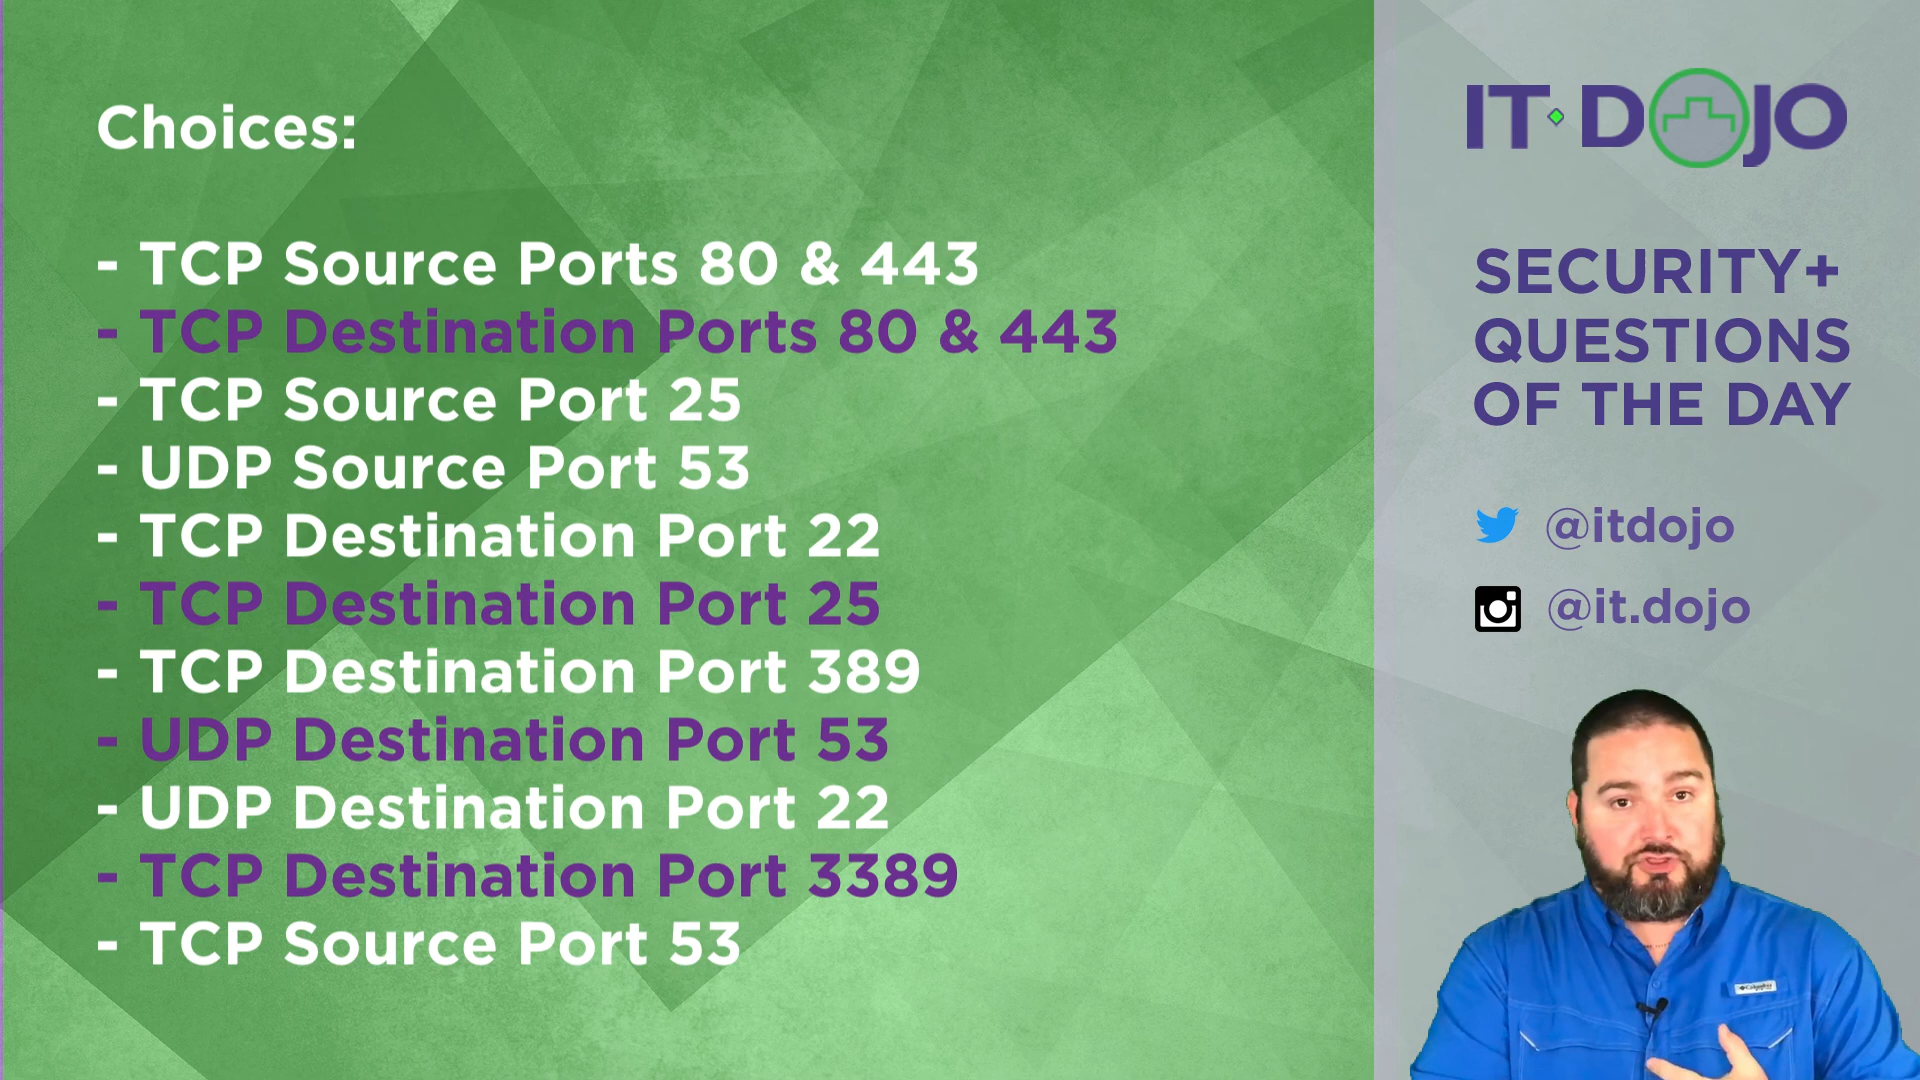 Choices:
- TCP Source Ports 80 & 443
- TCP Destination Ports 80 & 443
- TCP Source Port 25
- UDP Source Port 53
- TCP Destination Port 22
- TCP Destination Port 25
- TCP Destination Port 389
- UDP Destination Port 53
- UDP Destination Port 22
- TCP Destination Port 3389
- TCP Source Port 53
IT DOJO
SECURITY+
QUESTIONS
OF THE DAY
@itdojo
@it.dojo
Columbia